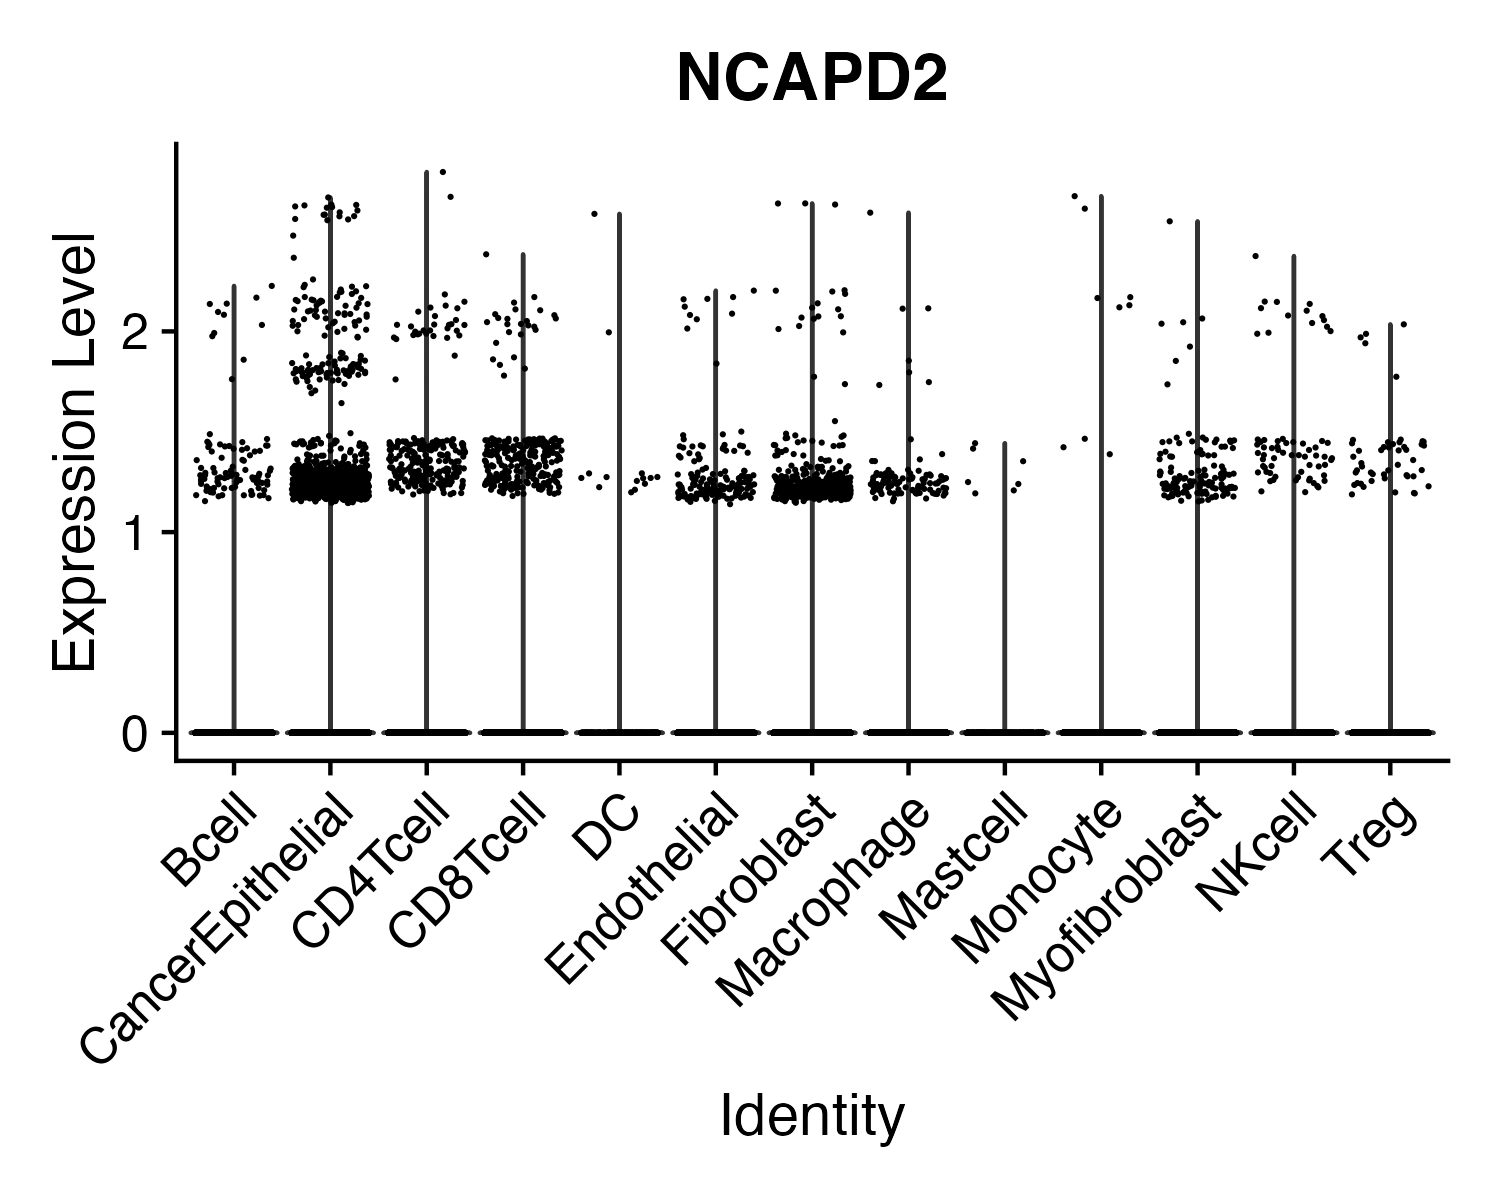 NCAPD2
Expression Level
2
1
0
Bcell
CancerEpithelial
CD4Tcell
CD8Tcell
DC
Endothelial
Fibroblast
Macrophage
Mastcell
Monocyte
Myofibroblast
NKcell
Treg
Identity